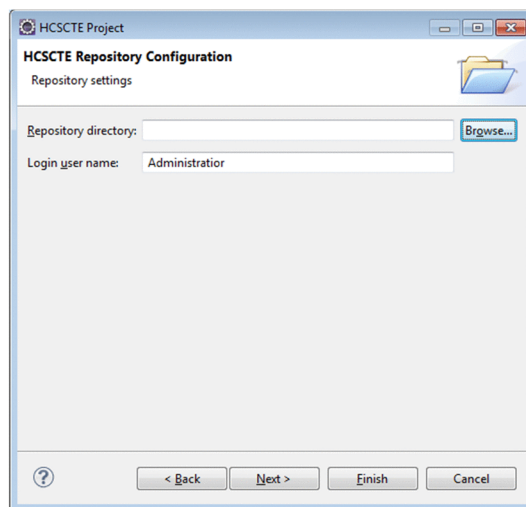 HCSCTE Project
HCSCTE Repository Configuration
Repository settings
Repository directory:
Browse...
Login user name: Administratior
< Back Next > Finish Cancel